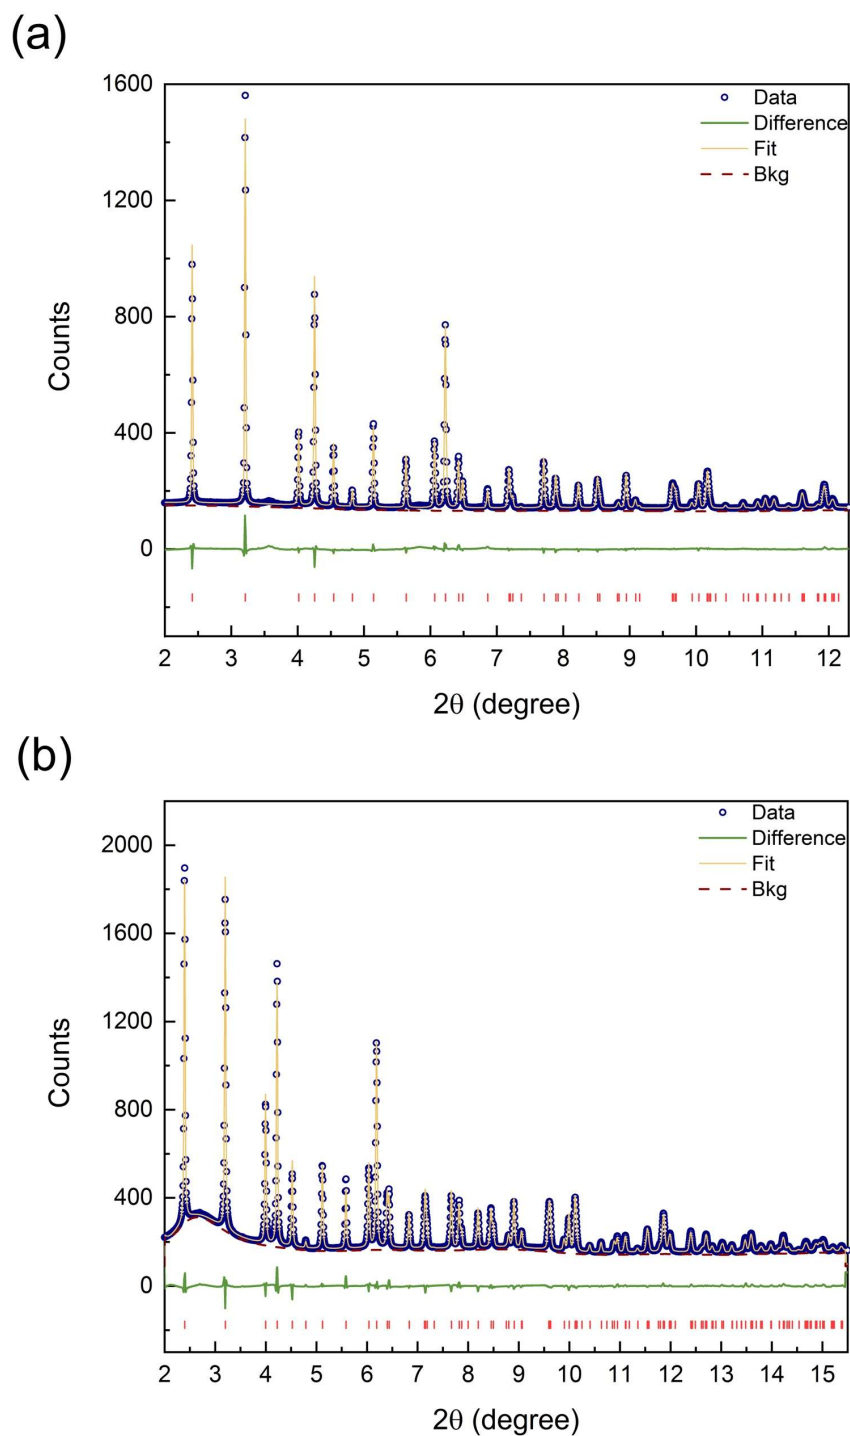 (a)
1600
1200
800
400
0
Counts
Data
Difference
Fit
Bkg
2 3 4 5 6 7 8 9 10 11 12
2θ (degree)
(b)
2000
1600
1200
800
400
0
Counts
Data
Difference
Fit
Bkg
2 3 4 5 6 7 8 9 10 11 12 13 14 15
2θ (degree)